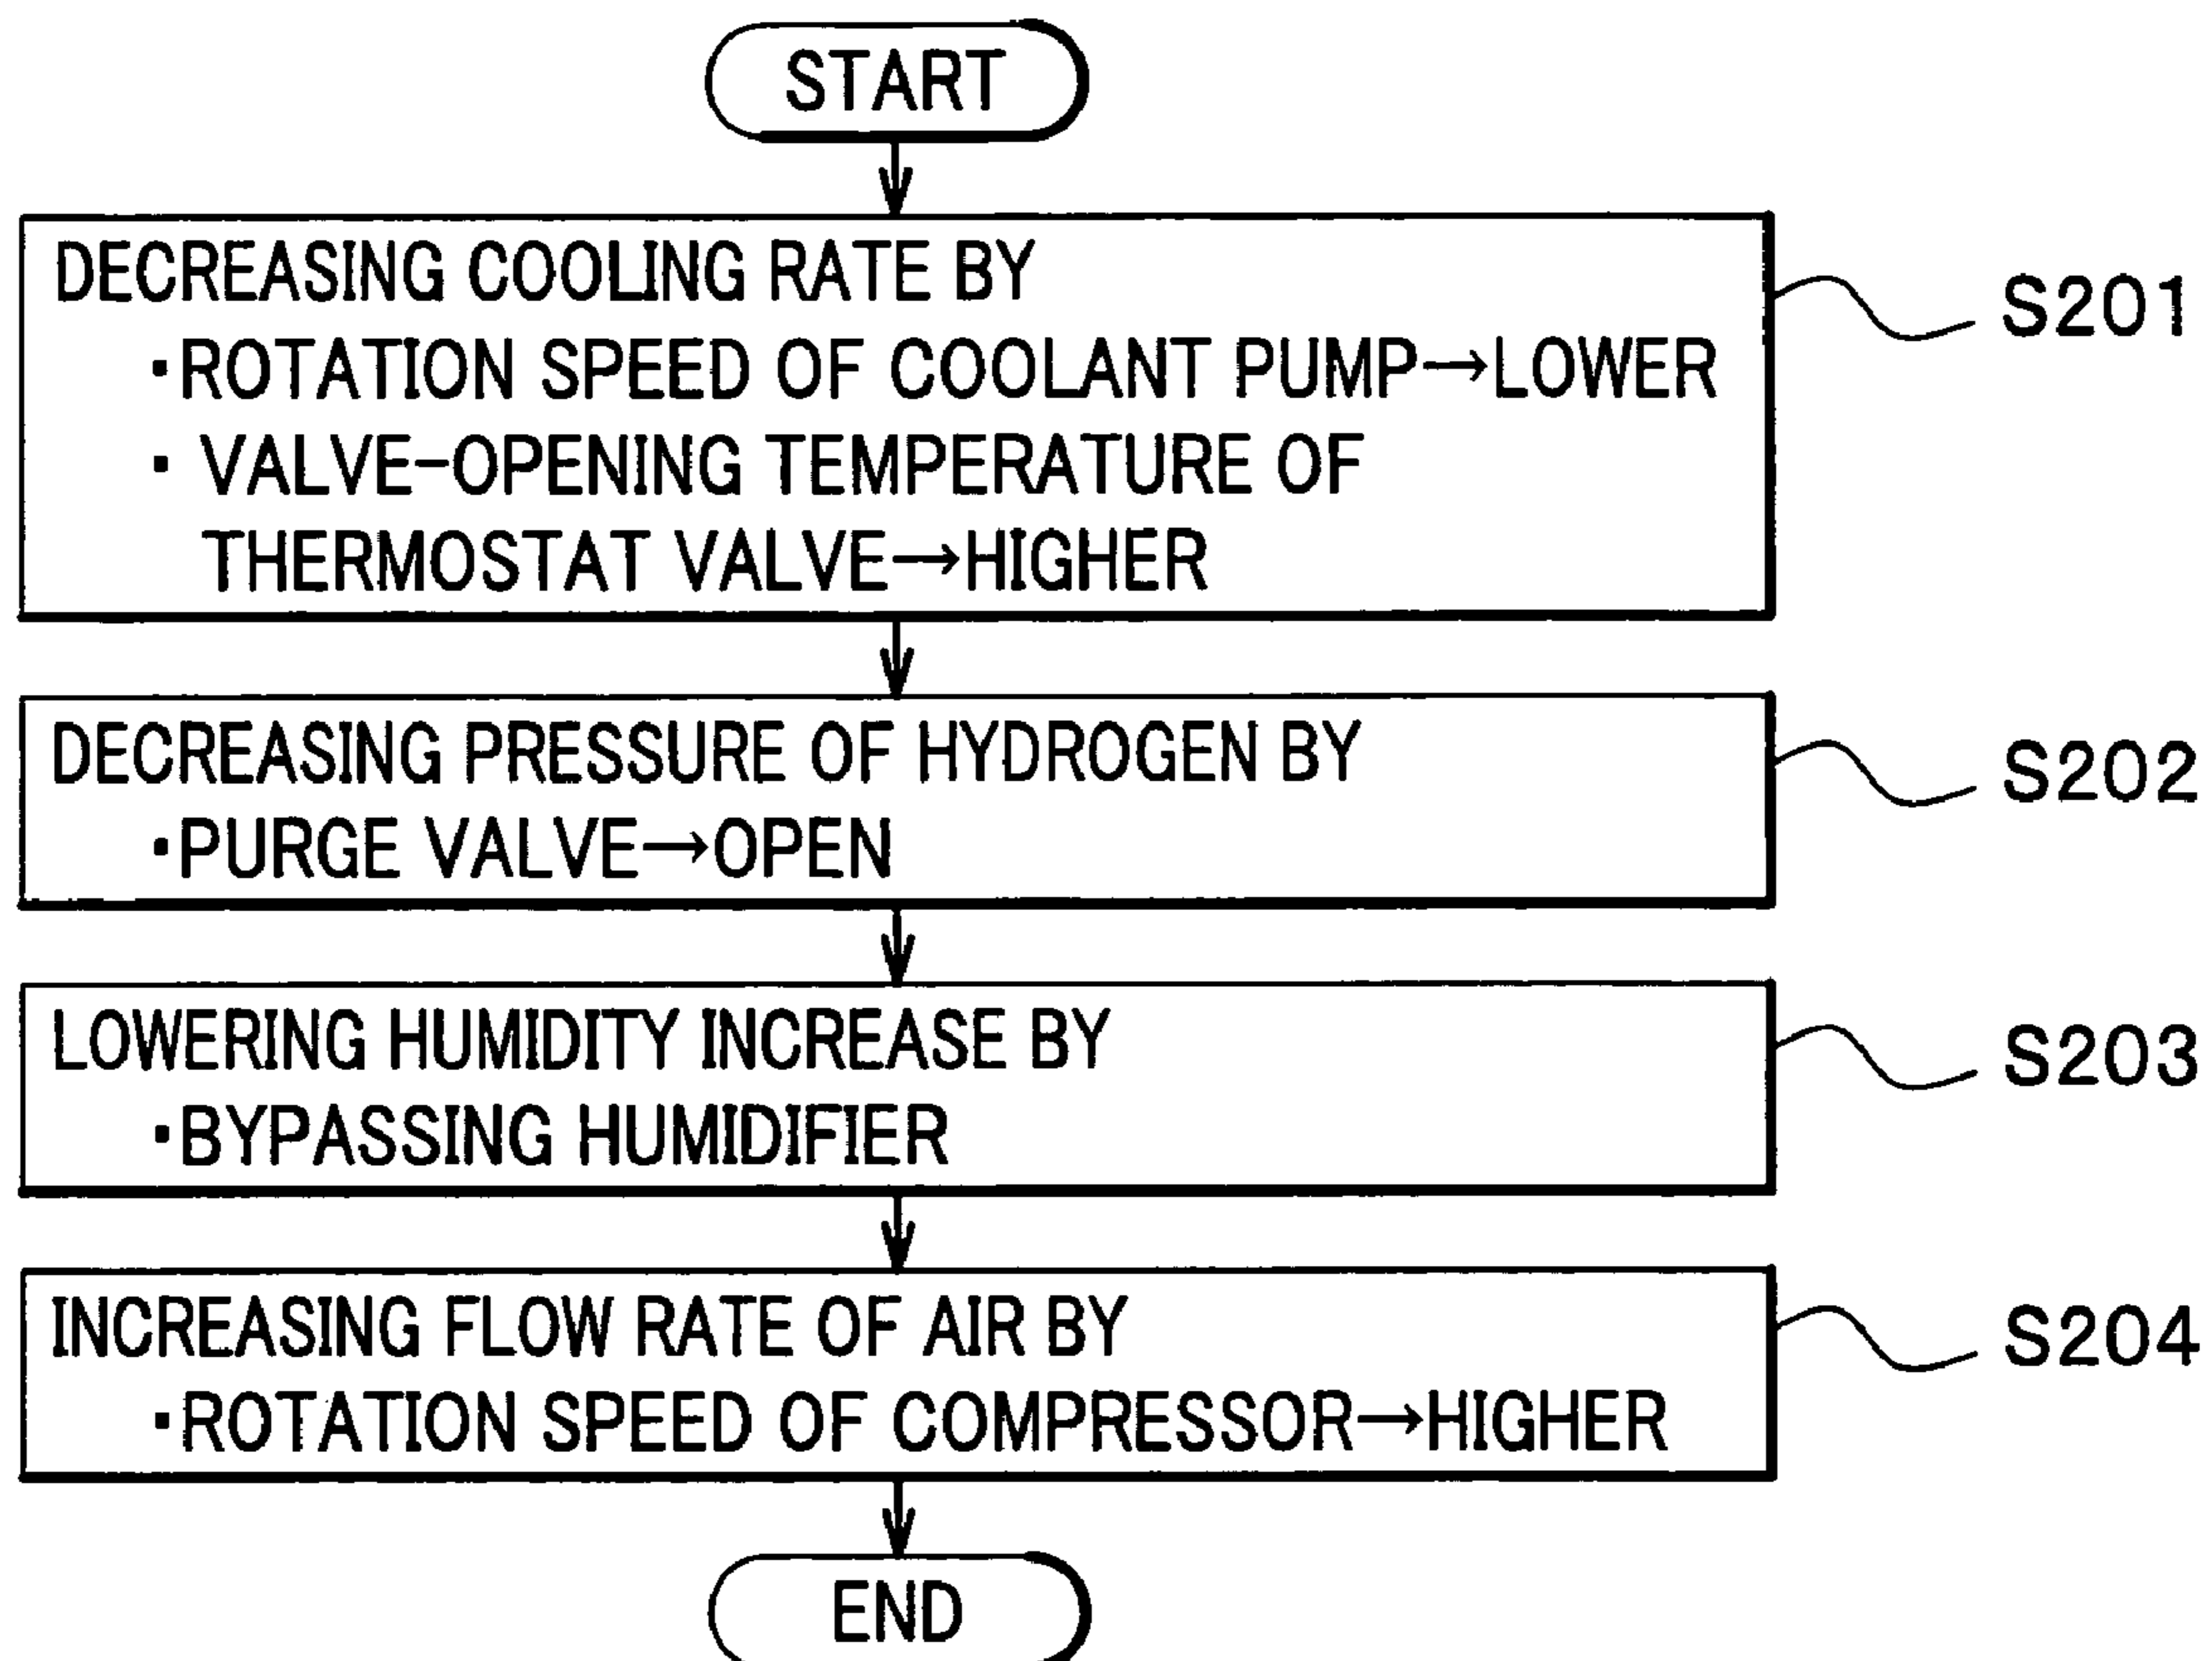 START
DECREASING COOLING RATE BY
・ROTATION SPEED OF COOLANT PUMP→LOWER
・VALVE-OPENING TEMPERATURE OF
THERMOSTAT VALVE→HIGHER
S201
DECREASING PRESSURE OF HYDROGEN BY
・PURGE VALVE→OPEN
S202
LOWERING HUMIDITY INCREASE BY
・BYPASSING HUMIDIFIER
S203
INCREASING FLOW RATE OF AIR BY
・ROTATION SPEED OF COMPRESSOR→HIGHER
S204
END